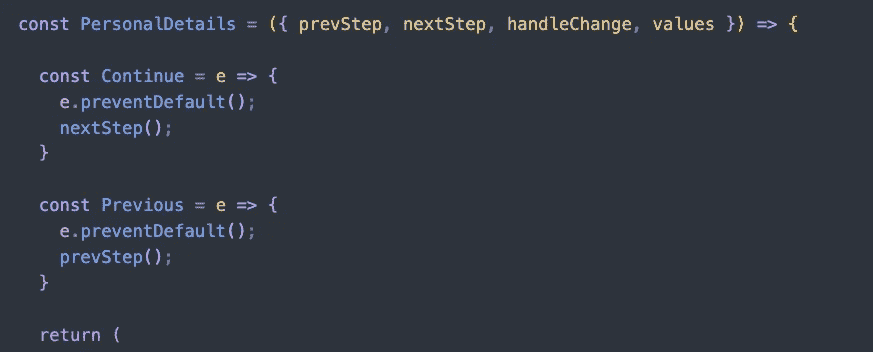 const PersonalDetails = ({ prevStep, nextStep, handleChange, values }) => {
const Continue = e => {
e.preventDefault();
nextStep();
}
const Previous = e => {
e.preventDefault();
prevStep();
}
return (